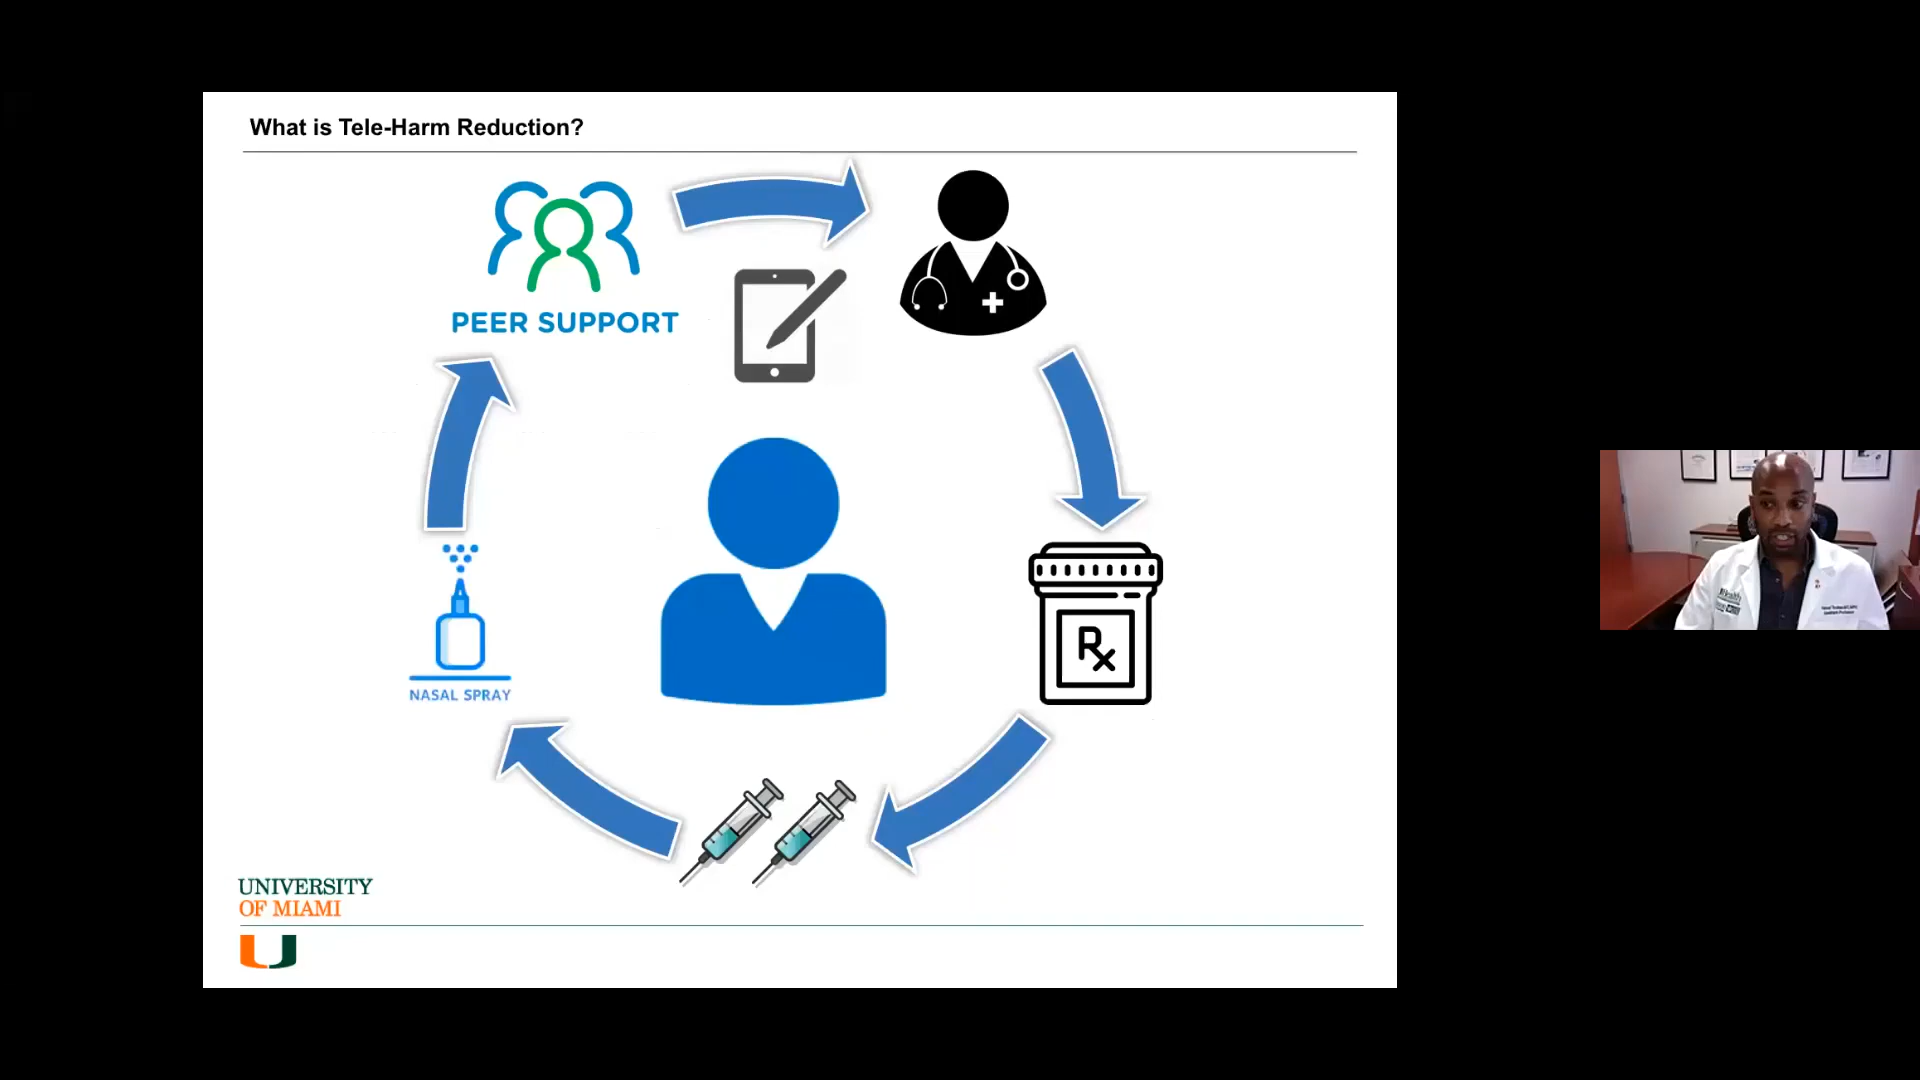 What is Tele-Harm Reduction?
PEER SUPPORT
Rx
NASAL SPRAY
UNIVERSITY
OF MIAMI